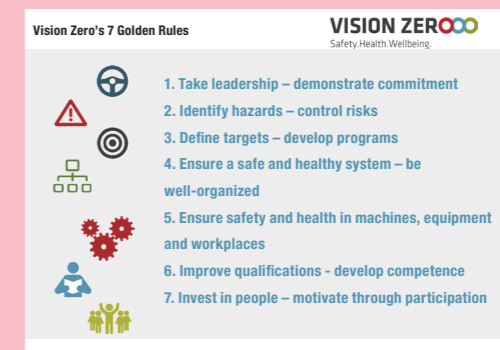 Vision Zero's 7 Golden Rules
VISION ZEROOO
Safety.Health.Wellbeing.
1. Take leadership – demonstrate commitment
2. Identify hazards – control risks
3. Define targets – develop programs
4. Ensure a safe and healthy system – be
well-organized
5. Ensure safety and health in machines, equipment
and workplaces
6. Improve qualifications - develop competence
7. Invest in people – motivate through participation